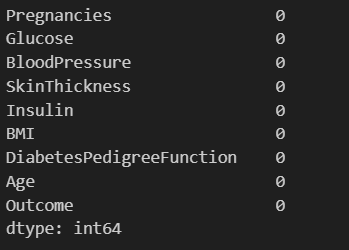 Pregnancies 0
Glucose 0
BloodPressure 0
SkinThickness 0
Insulin 0
BMI 0
DiabetesPedigreeFunction 0
Age 0
Outcome 0
dtype: int64